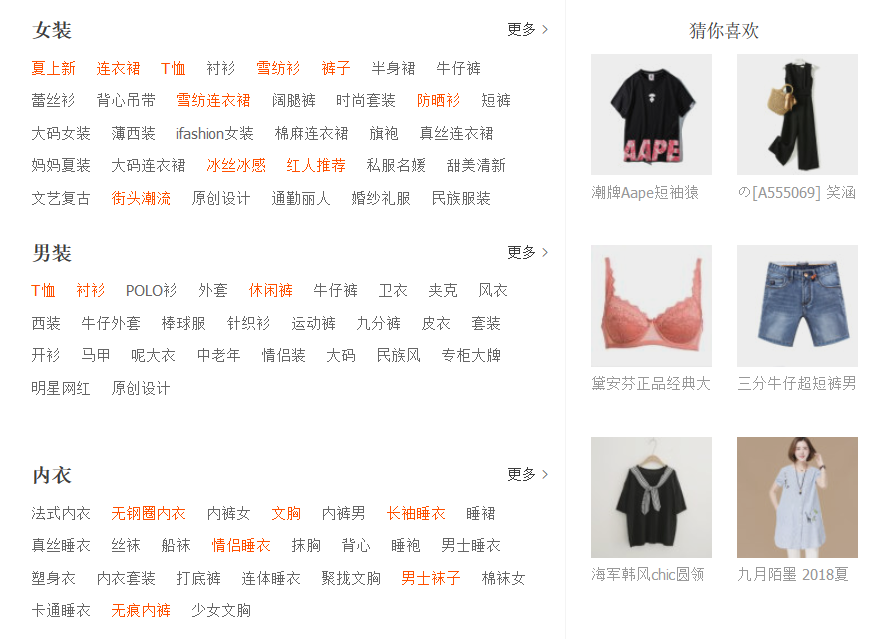 女装 更多 >
夏上新 连衣裙 T恤 衬衫 雪纺衫 裤子 半身裙 牛仔裤
蕾丝衫 背心吊带 雪纺连衣裙 阔腿裤 时尚套装 防晒衫 短裤
大码女装 薄西装 ifashion女装 棉麻连衣裙 旗袍 真丝连衣裙
妈妈夏装 大码连衣裙 冰丝冰感 红人推荐 私服名媛 甜美清新
文艺复古 街头潮流 原创设计 通勤丽人 婚纱礼服 民族服装
男装 更多 >
T恤 衬衫 POLO衫 外套 休闲裤 牛仔裤 卫衣 夹克 风衣
西装 牛仔外套 棒球服 针织衫 运动裤 九分裤 皮衣 套装
开衫 马甲 呢大衣 中老年 情侣装 大码 民族风 专柜大牌
明星网红 原创设计
内衣 更多 >
法式内衣 无钢圈内衣 内裤女 文胸 内裤男 长袖睡衣 睡裙
真丝睡衣 丝袜 船袜 情侣睡衣 抹胸 背心 睡袍 男士睡衣
塑身衣 内衣套装 打底裤 连体睡衣 聚拢文胸 男士袜子 棉袜女
卡通睡衣 无痕内裤 少女文胸
猜你喜欢
AAPE
潮牌Aape短袖猿 の[A555069] 笑涵
黛安芬正品经典大 三分牛仔超短裤男
海军韩风chic圆领 九月陌墨 2018夏